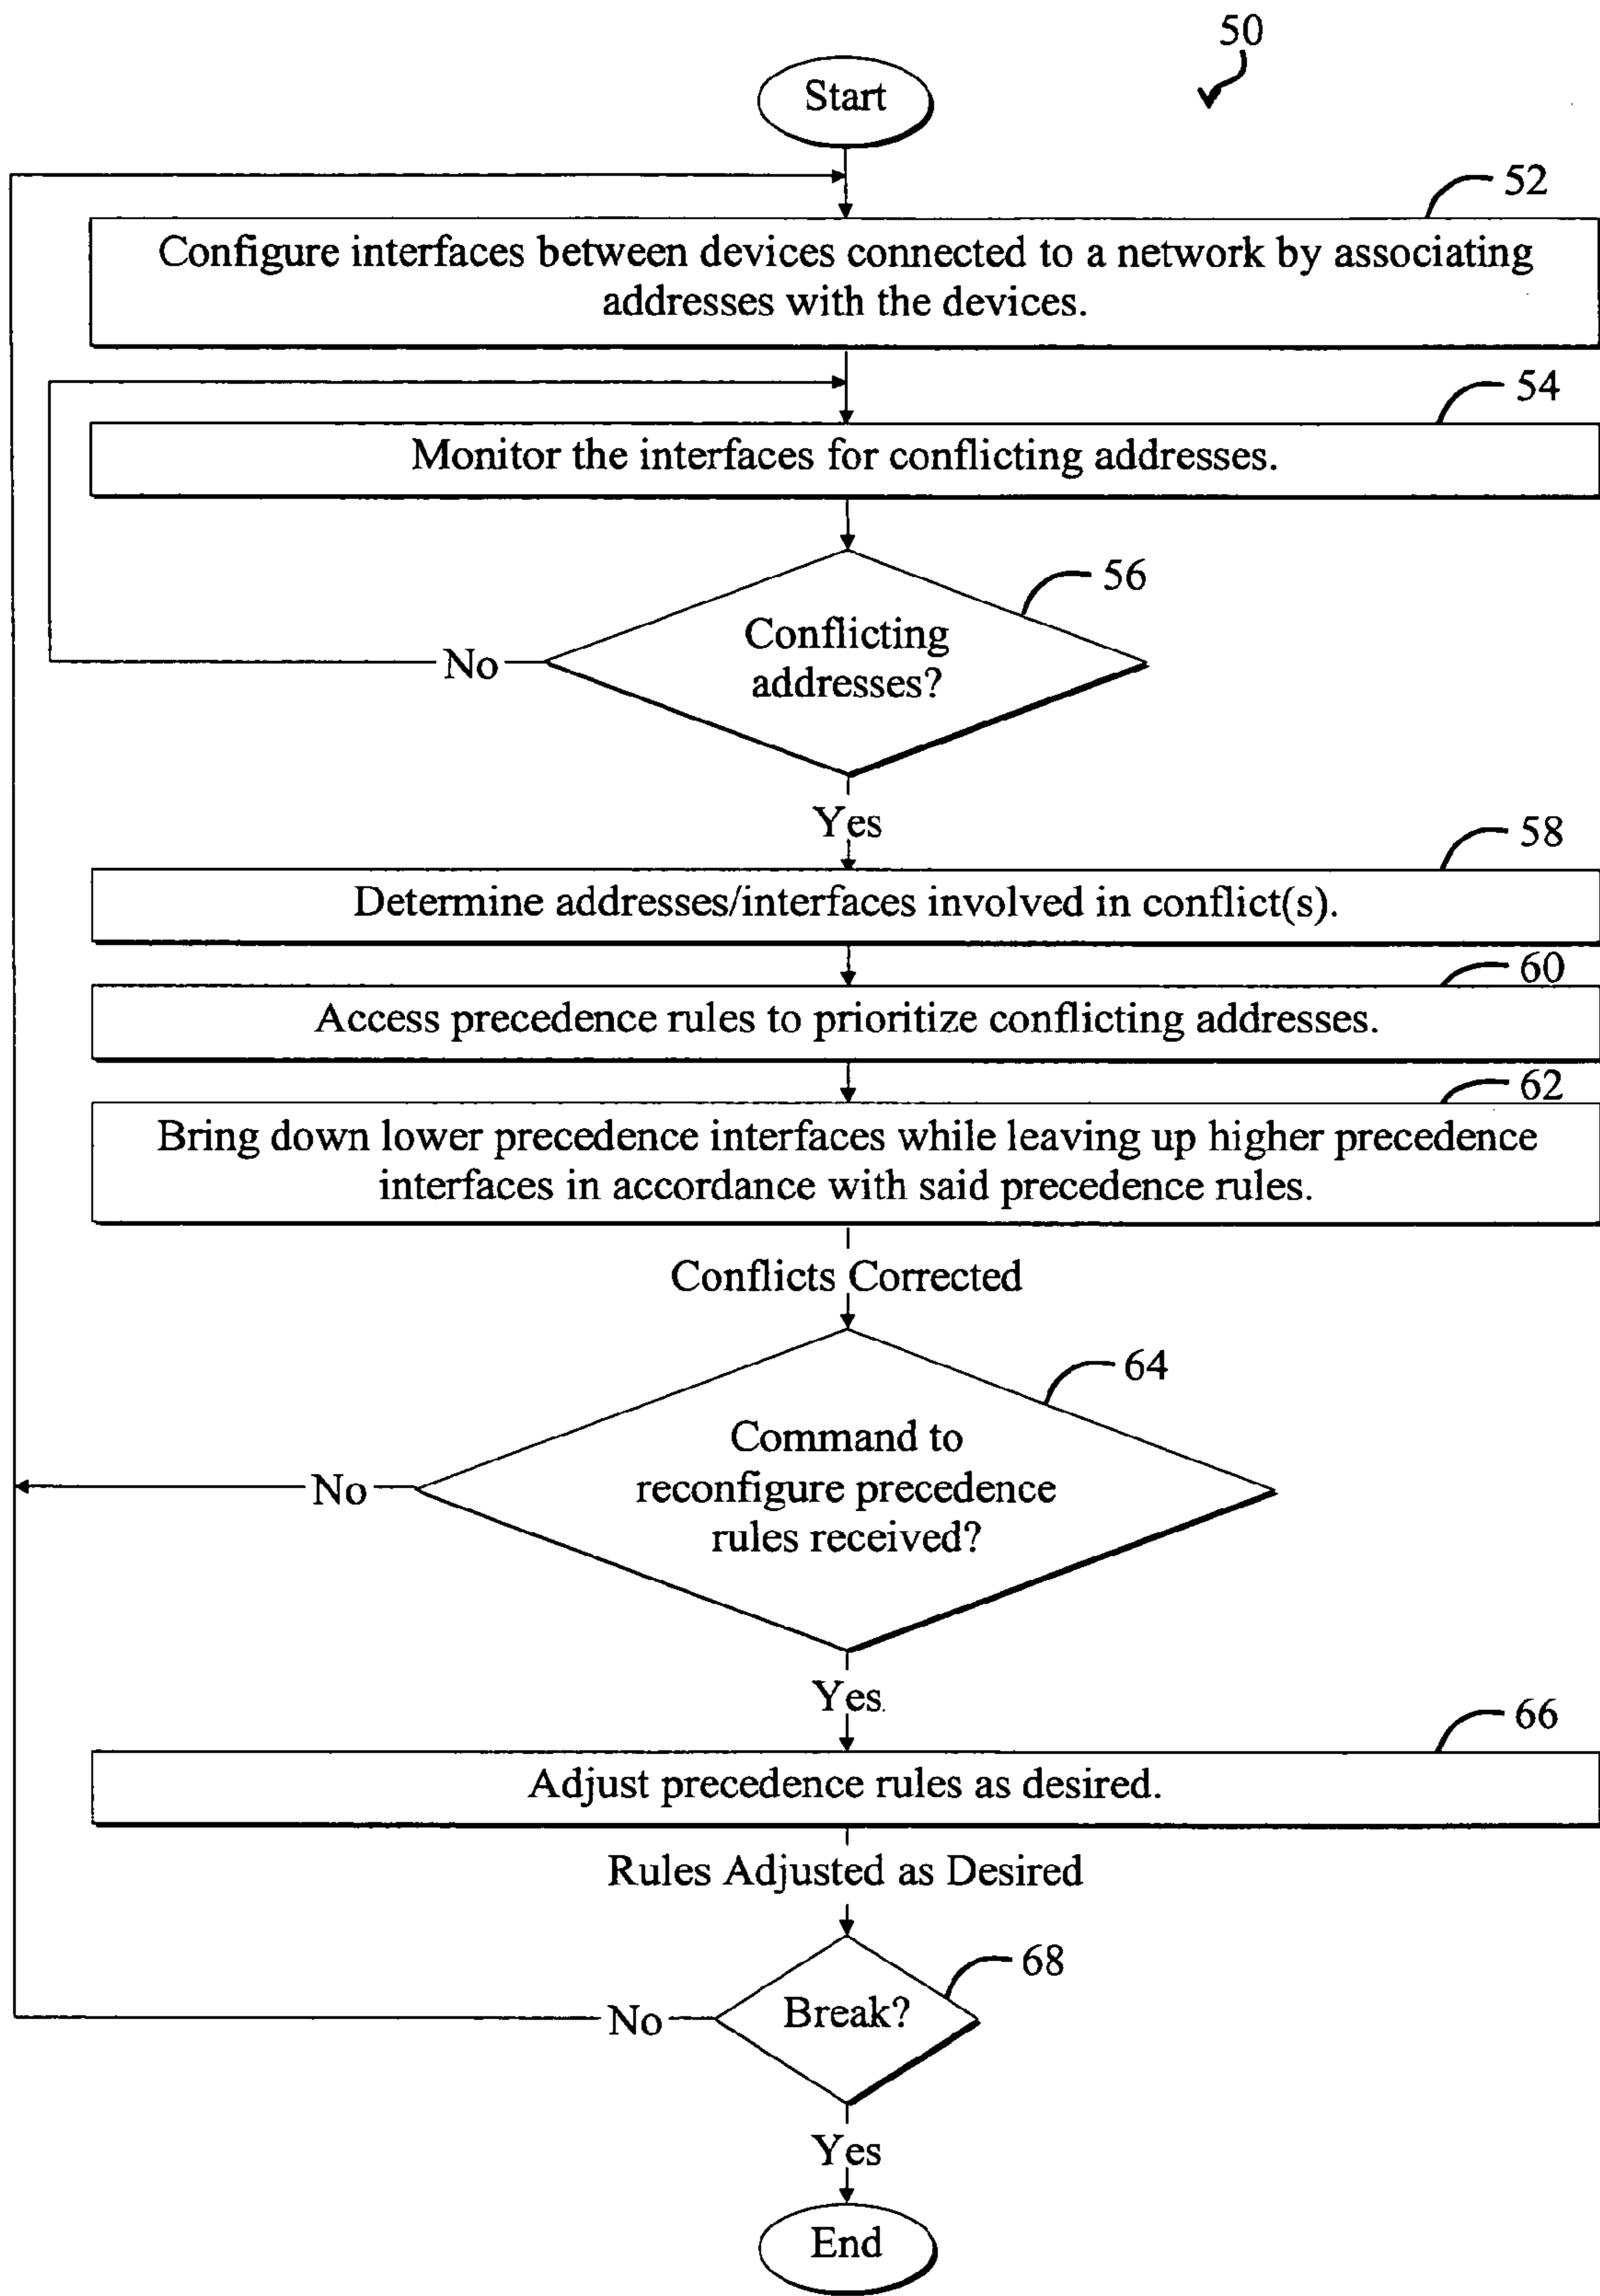 50
Start
52
Configure interfaces between devices connected to a network by associating
addresses with the devices.
54
Monitor the interfaces for conflicting addresses.
56
Conflicting
addresses?
No
Yes
58
Determine addresses/interfaces involved in conflict(s).
60
Access precedence rules to prioritize conflicting addresses.
62
Bring down lower precedence interfaces while leaving up higher precedence
interfaces in accordance with said precedence rules.
Conflicts Corrected
64
Command to
reconfigure precedence
rules received?
No
Yes
66
Adjust precedence rules as desired.
Rules Adjusted as Desired
68
Break?
No
Yes
End